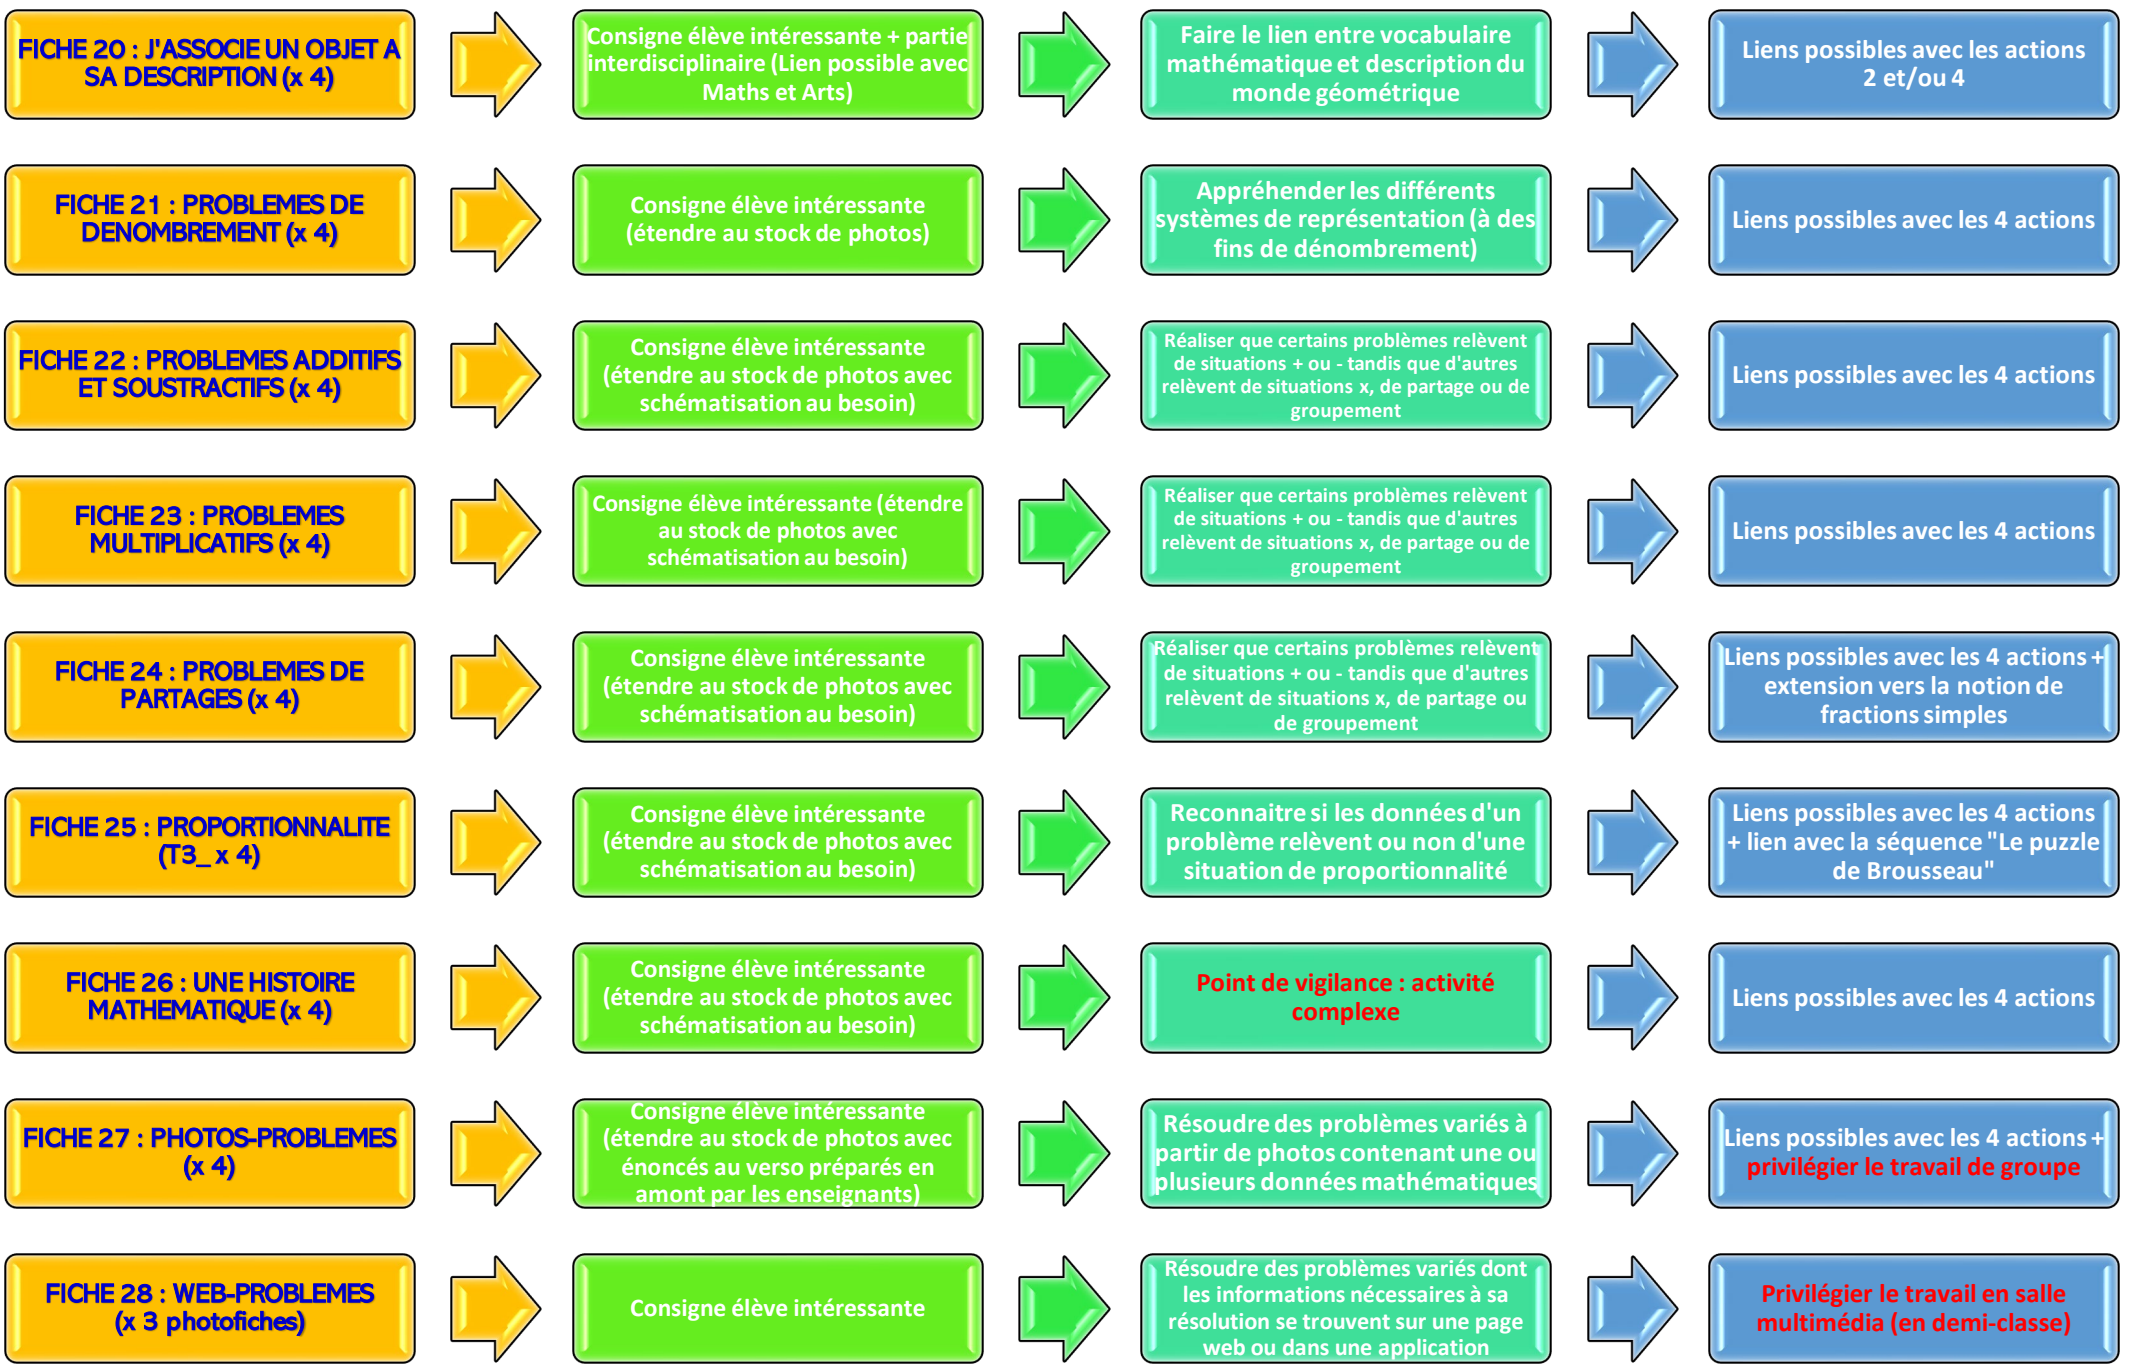 FICHE 20 : J'ASSOCIE UN OBJET A
SA DESCRIPTION (x 4)
Consigne élève intéressante + partie
interdisciplinaire (Lien possible avec
Maths et Arts)
Faire le lien entre vocabulaire
mathématique et description du
monde géométrique
Liens possibles avec les actions
2 et/ou 4
FICHE 21 : PROBLEMES DE
DENOMBREMENT (x 4)
Consigne élève intéressante
(étendre au stock de photos)
Appréhender les différents
systèmes de représentation (à des
fins de dénombrement)
Liens possibles avec les 4 actions
FICHE 22 : PROBLEMES ADDITIFS
ET SOUSTRACTIFS (x 4)
Consigne élève intéressante
(étendre au stock de photos avec
schématisation au besoin)
Réaliser que certains problèmes relèvent
de situations + ou - tandis que d'autres
relèvent de situations x, de partage ou de
groupement
Liens possibles avec les 4 actions
FICHE 23 : PROBLEMES
MULTIPLICATIFS (x 4)
Consigne élève intéressante (étendre
au stock de photos avec
schématisation au besoin)
Réaliser que certains problèmes relèvent
de situations + ou - tandis que d'autres
relèvent de situations x, de partage ou de
groupement
Liens possibles avec les 4 actions
FICHE 24 : PROBLEMES DE
PARTAGES (x 4)
Consigne élève intéressante
(étendre au stock de photos avec
schématisation au besoin)
Réaliser que certains problèmes relèvent
de situations + ou - tandis que d'autres
relèvent de situations x, de partage ou
de groupement
Liens possibles avec les 4 actions +
extension vers la notion de
fractions simples
FICHE 25 : PROPORTIONNALITE
(T3_ x 4)
Consigne élève intéressante
(étendre au stock de photos avec
schématisation au besoin)
Reconnaitre si les données d'un
problème relèvent ou non d'une
situation de proportionnalité
Liens possibles avec les 4 actions
+ lien avec la séquence "Le puzzle
de Brousseau"
FICHE 26 : UNE HISTOIRE
MATHEMATIQUE (x 4)
Consigne élève intéressante
(étendre au stock de photos avec
schématisation au besoin)
Point de vigilance : activité
complexe
Liens possibles avec les 4 actions
FICHE 27 : PHOTOS-PROBLEMES
(x 4)
Consigne élève intéressante
(étendre au stock de photos avec
énoncés au verso préparés en
amont par les enseignants)
Résoudre des problèmes variés à
partir de photos contenant une ou
plusieurs données mathématiques
Liens possibles avec les 4 actions +
privilégier le travail de groupe
FICHE 28 : WEB-PROBLEMES
(x 3 photofiches)
Consigne élève intéressante
Résoudre des problèmes variés dont
les informations nécessaires à sa
résolution se trouvent sur une page
web ou dans une application
Privilégier le travail en salle
multimédia (en demi-classe)